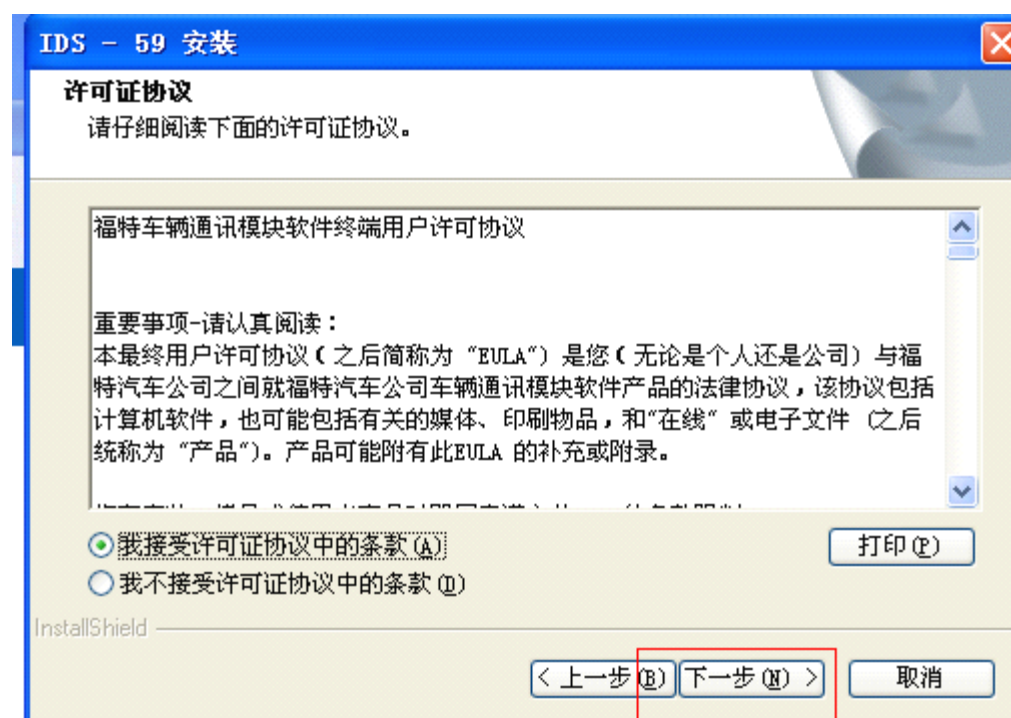 IDS - 59 安装
许可证协议
请仔细阅读下面的许可证协议。
福特车辆通讯模块软件终端用户许可协议
重要事项-请认真阅读：
本最终用户许可协议（之后简称为 “EULA”）是您（无论是个人还是公司）与福
特汽车公司之间就福特汽车公司车辆通讯模块软件产品的法律协议，该协议包括
计算机软件，也可能包括有关的媒体、印刷物品，和“在线” 或电子文件 （之后
统称为 “产品”）。产品可能附有此EULA 的补充或附录。
我接受许可证协议中的条款(A)
打印(P)
我不接受许可证协议中的条款(D)
InstallShield
< 上一步(B) 下一步(N) > 取消